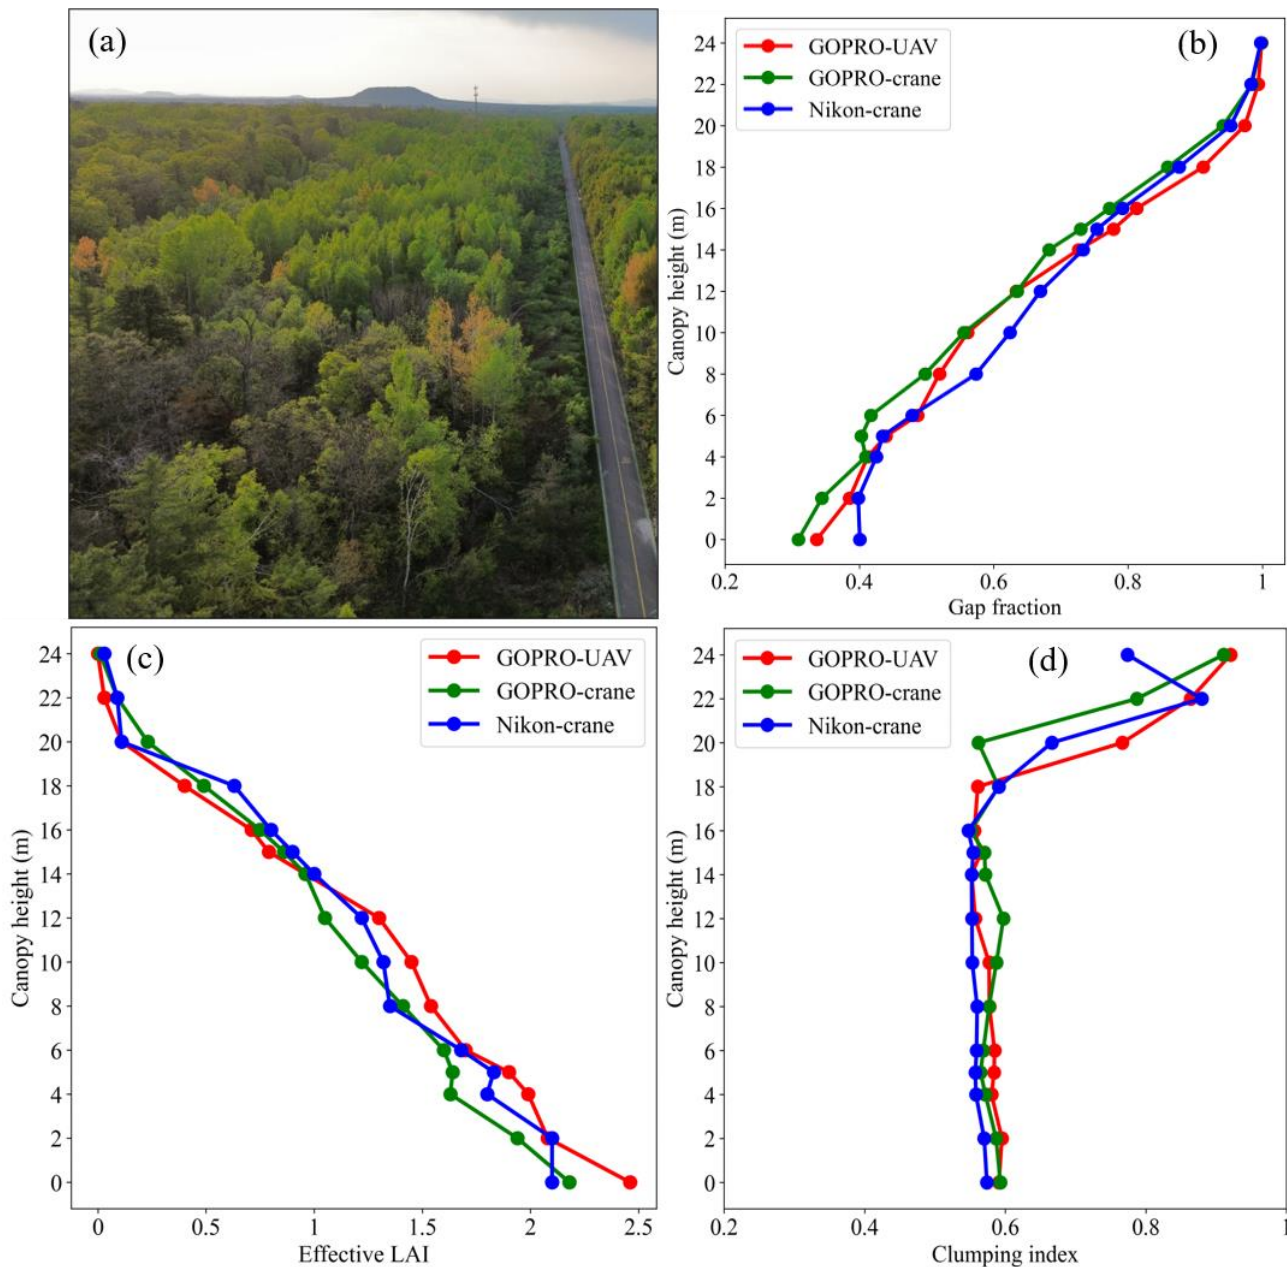 (a)
(b)
GOPRO-UAV
GOPRO-crane
Nikon-crane
24
22
20
18
16
14
12
10
8
6
4
2
0
Canopy height (m)
0.2
0.4
0.6
0.8
1
Gap fraction
(c)
GOPRO-UAV
GOPRO-crane
Nikon-crane
24
22
20
18
16
14
12
10
8
6
4
2
0
Canopy height (m)
0
0.5
1
1.5
2
2.5
Effective LAI
(d)
GOPRO-UAV
GOPRO-crane
Nikon-crane
24
22
20
18
16
14
12
10
8
6
4
2
0
Canopy height (m)
0.2
0.4
0.6
0.8
1
Clumping index